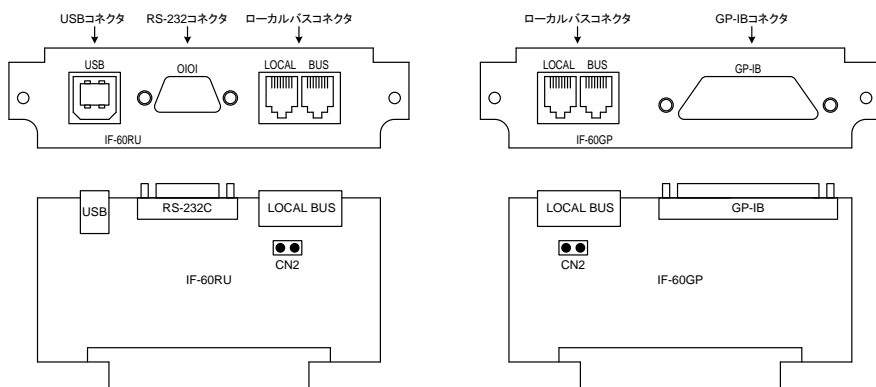 USBコネクタ RS-232コネクタ ローカルバスコネクタ
USB OIOI LOCAL BUS
IF-60RU
ローカルバスコネクタ GP-IBコネクタ
LOCAL BUS GP-IB
IF-60GP
USB RS-232C LOCAL BUS
CN2
IF-60RU
LOCAL BUS GP-IB
CN2
IF-60GP